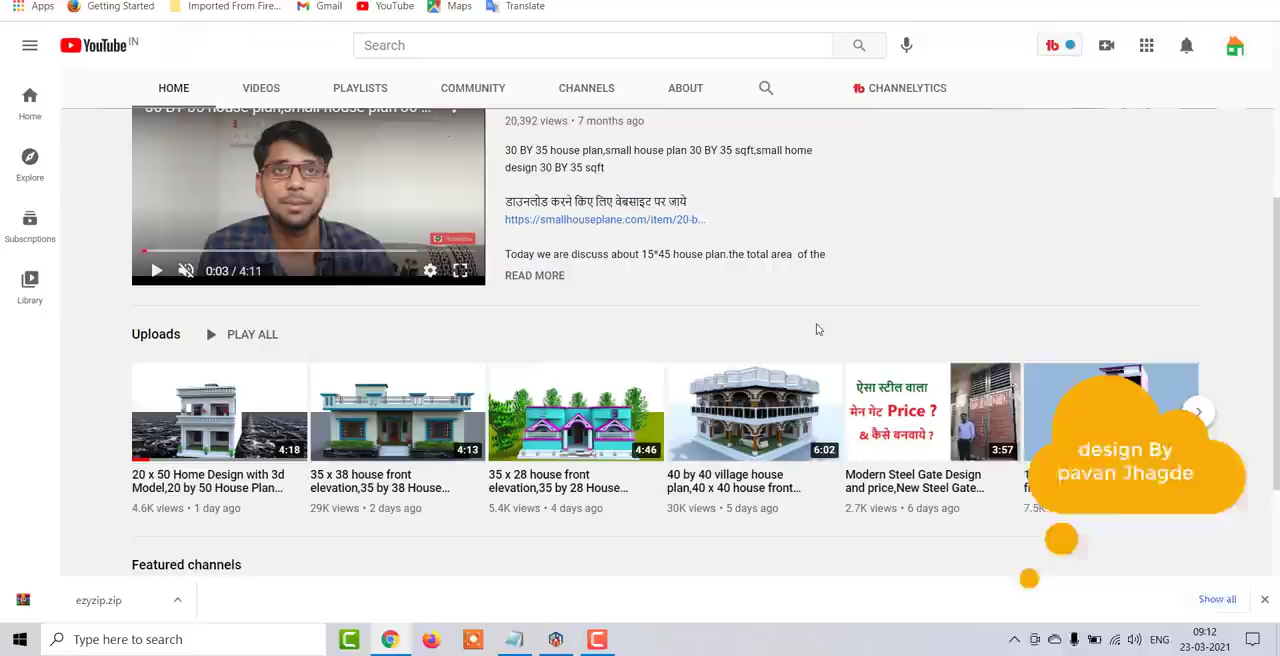 Apps Getting Started Imported From Fire... Gmail YouTube Maps Translate
YouTube IN
Search
HOME VIDEOS PLAYLISTS COMMUNITY CHANNELS ABOUT CHANNELYTICS
Home
Explore
Subscriptions
Library
20,392 views • 7 months ago
30 BY 35 house plan,small house plan 30 BY 35 sqft,small home
design 30 BY 35 sqft
डाउनलोड करने किए लिए वेबसाइट पर जाये
https://smallhouseplane.com/item/20-b...
Today we are discuss about 15*45 house plan.the total area of the
READ MORE
0:03 / 4:11
Uploads PLAY ALL
4:18
20 x 50 Home Design with 3d
Model,20 by 50 House Plan...
4.6K views • 1 day ago
4:13
35 x 38 house front
elevation,35 by 38 House...
29K views • 2 days ago
4:46
35 x 28 house front
elevation,35 by 28 House...
5.4K views • 4 days ago
6:02
40 by 40 village house
plan,40 x 40 house front...
30K views • 5 days ago
ऐसा स्टील वाला
मेन गेट Price ?
& कैसे बनवाये ?
3:57
Modern Steel Gate Design
and price,New Steel Gate...
2.7K views • 6 days ago
design By
pavan Jhagde
Featured channels
ezyzip.zip
Show all
Type here to search
ENG
09:12
23-03-2021